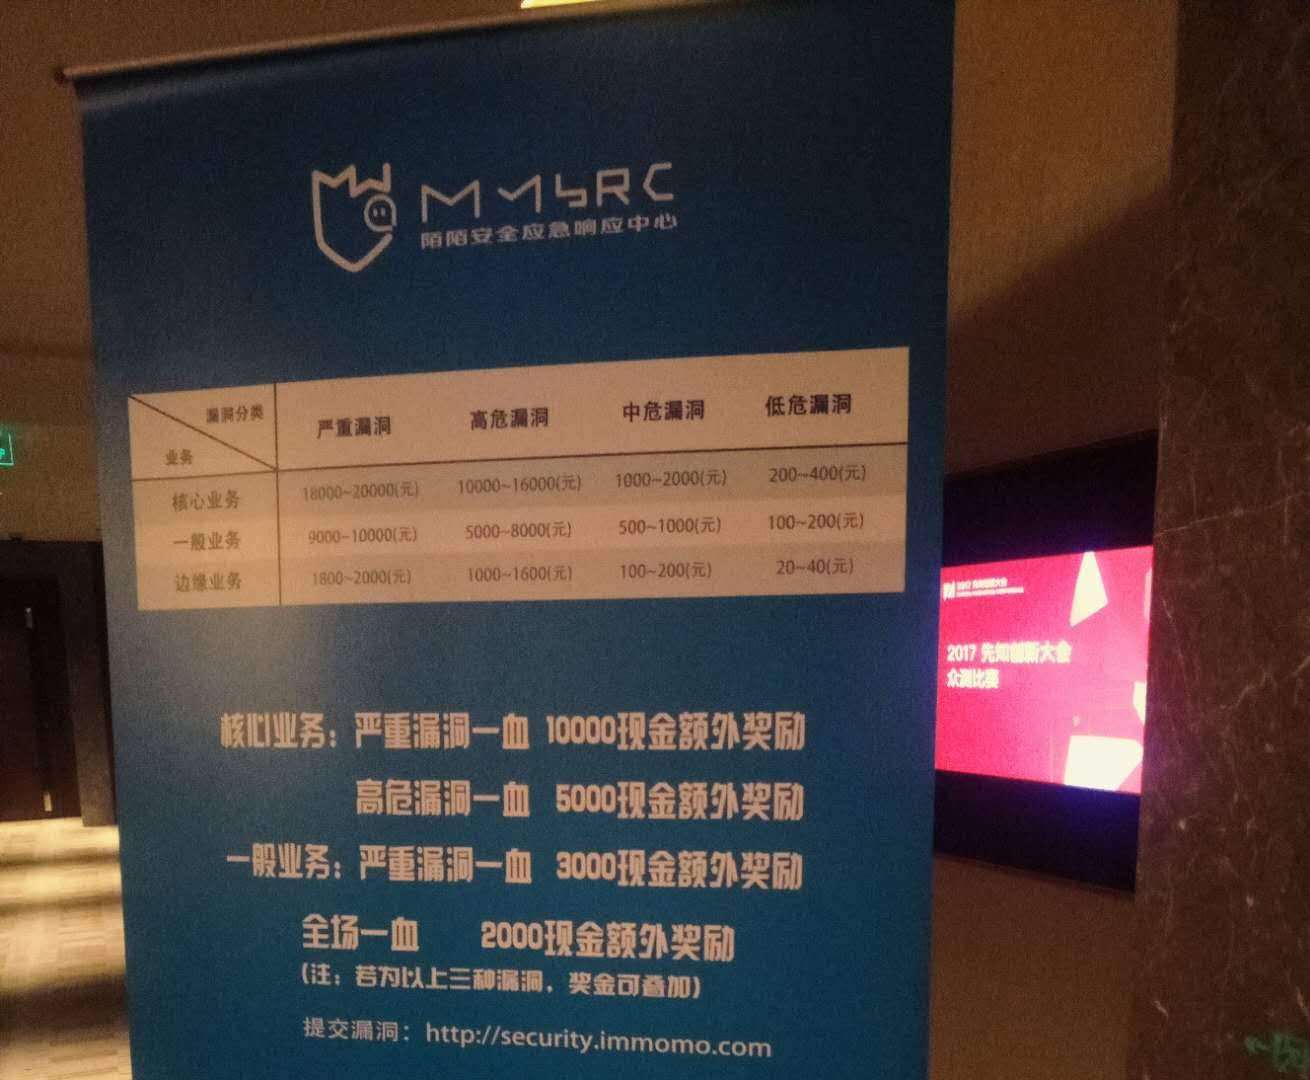 MMSRC
陌陌安全应急响应中心
漏洞分类
业务
严重漏洞 高危漏洞 中危漏洞 低危漏洞
核心业务 18000~20000(元) 10000~16000(元) 1000~2000(元) 200~400(元)
一般业务 9000~10000(元) 5000~8000(元) 500~1000(元) 100~200(元)
边缘业务 1800~2000(元) 1000~1600(元) 100~200(元) 20~40(元)
核心业务：严重漏洞一血 10000现金额外奖励
高危漏洞一血 5000现金额外奖励
一般业务：严重漏洞一血 3000现金额外奖励
全场一血 2000现金额外奖励
(注：若为以上三种漏洞，奖金可叠加)
提交漏洞：http://security.immomo.com
2017 先知创新大会
2017 先知创新大会
众测比赛